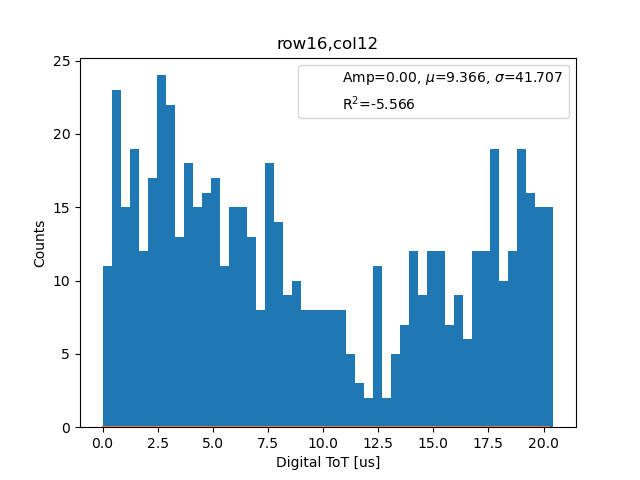 row16,col12
Amp=0.00, μ=9.366, σ=41.707
R²=-5.566
25
20
15
10
5
0
Counts
0.0 2.5 5.0 7.5 10.0 12.5 15.0 17.5 20.0
Digital ToT [us]